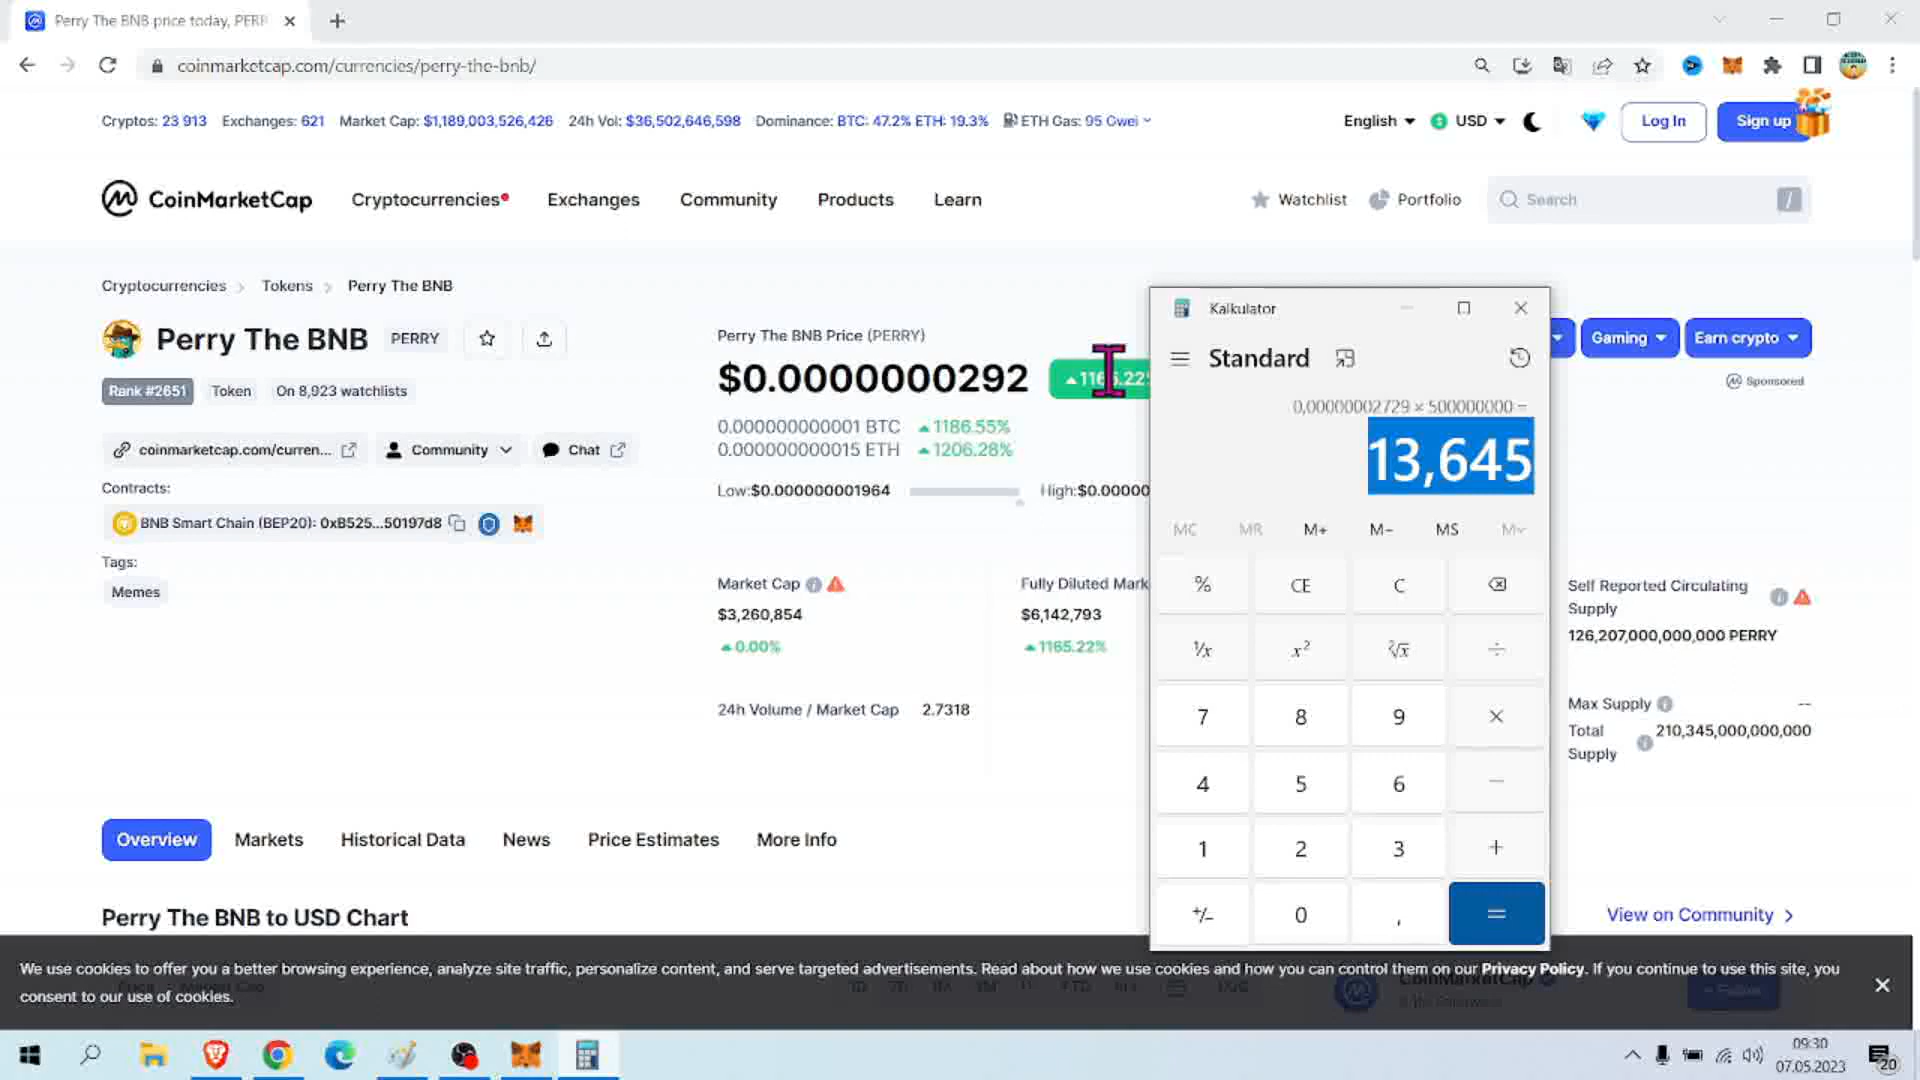 Perry The BNB price today, PERR
coinmarketcap.com/currencies/perry-the-bnb/
Cryptos: 23 913 Exchanges: 621 Market Cap: $1,189,003,526,426 24h Vol: $36,502,646,598 Dominance: BTC: 47.2% ETH: 19.3% ETH Gas: 95 Gwei
English USD Log In Sign up
CoinMarketCap Cryptocurrencies Exchanges Community Products Learn Watchlist Portfolio Search /
Cryptocurrencies Tokens Perry The BNB
Perry The BNB PERRY
Rank #2651 Token On 8,923 watchlists
coinmarketcap.com/curren... Community Chat
Contracts:
BNB Smart Chain (BEP20): 0xB525...50197d8
Tags:
Memes
Perry The BNB Price (PERRY)
$0.0000000292
0.000000000001 BTC 1186.55%
0.000000000015 ETH 1206.28%
Low:$0.000000001964 High:$0.00000
Market Cap
$3,260,854
0.00%
Fully Diluted Mark
$6,142,793
1165.22%
24h Volume / Market Cap 2.7318
Kalkulator
Standard
0,00000002729 × 500000000 =
13,645
MC MR M+ M− MS M
% CE C
¹/x x² ²√x ÷
7 8 9 ×
4 5 6 −
1 2 3 +
+/− 0 , =
Gaming Earn crypto
Sponsored
Self Reported Circulating
Supply
126,207,000,000,000 PERRY
Max Supply --
Total
Supply
210,345,000,000,000
Overview Markets Historical Data News Price Estimates More Info
Perry The BNB to USD Chart
View on Community
We use cookies to offer you a better browsing experience, analyze site traffic, personalize content, and serve targeted advertisements. Read about how we use cookies and how you can control them on our Privacy Policy. If you continue to use this site, you
consent to our use of cookies.
CoinMarketCap
09:30
07.05.2023
20